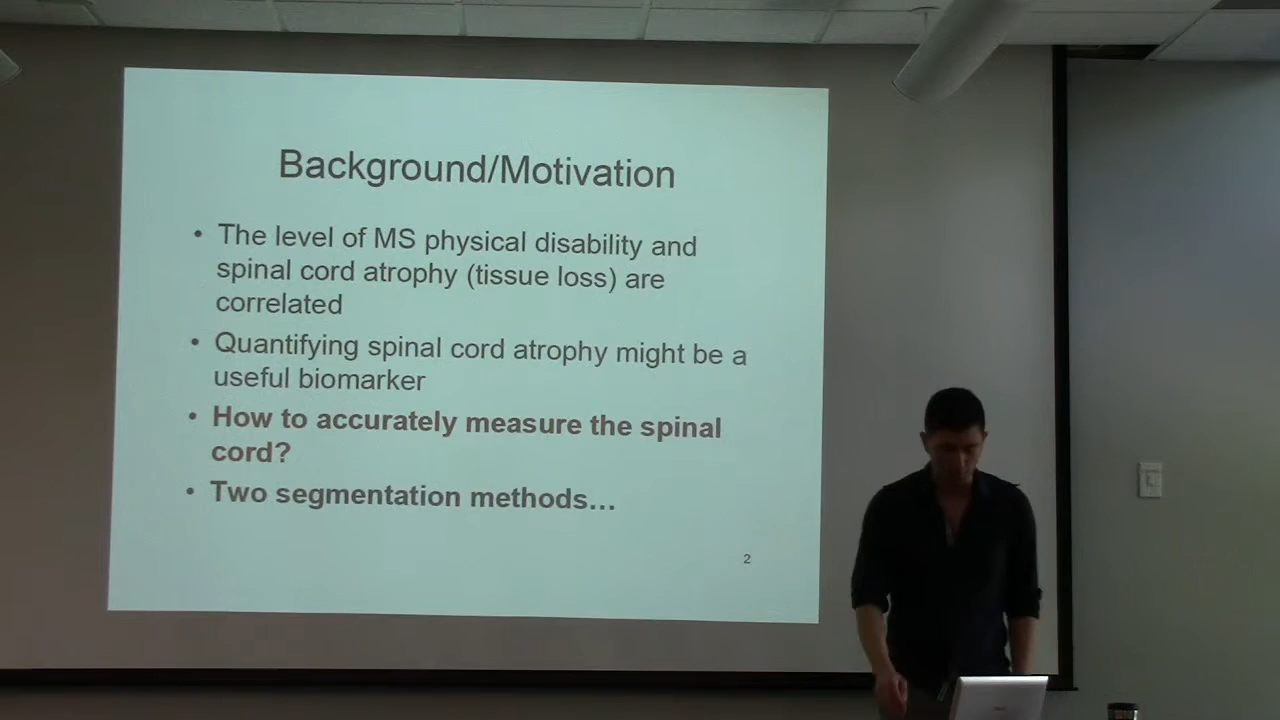 Background/Motivation
• The level of MS physical disability and
spinal cord atrophy (tissue loss) are
correlated
• Quantifying spinal cord atrophy might be a
useful biomarker
• How to accurately measure the spinal
cord?
• Two segmentation methods...
2